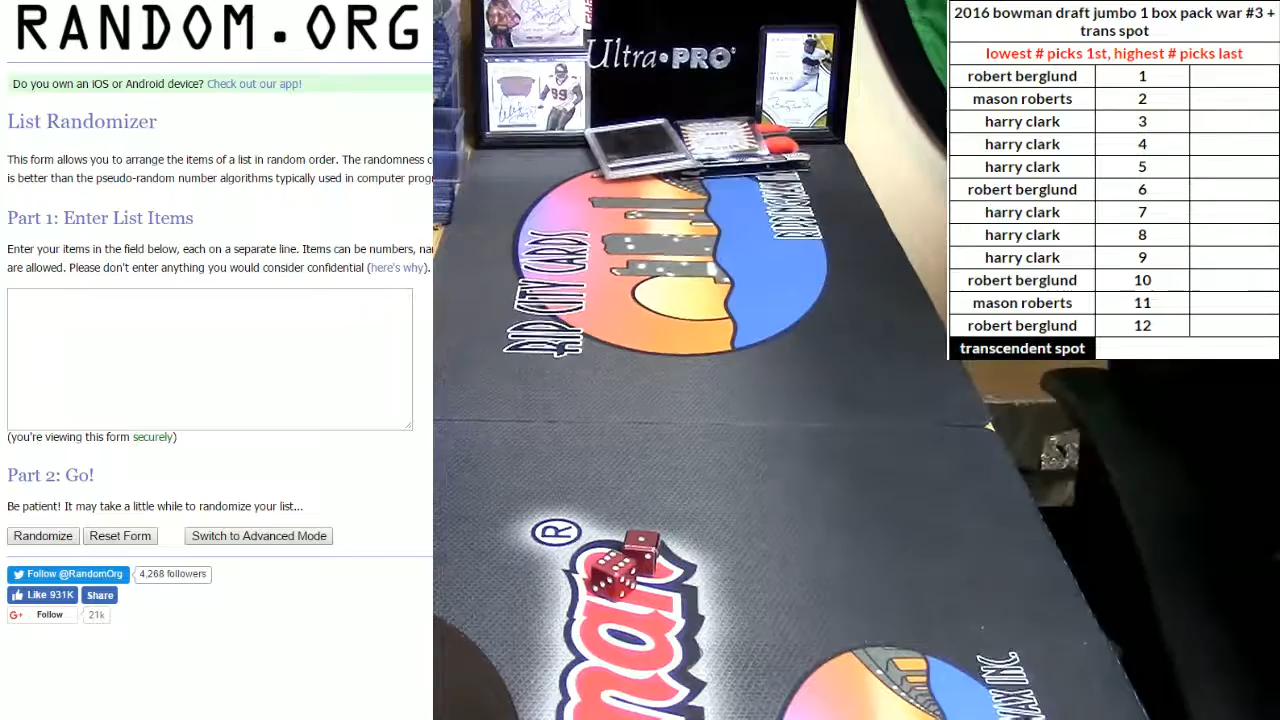 RANDOM.ORG
Do you own an iOS or Android device? Check out our app!
List Randomizer
This form allows you to arrange the items of a list in random order. The randomness c
is better than the pseudo-random number algorithms typically used in computer prog
Part 1: Enter List Items
Enter your items in the field below, each on a separate line. Items can be numbers, nar
are allowed. Please don't enter anything you would consider confidential (here's why).
(you're viewing this form securely)
Part 2: Go!
Be patient! It may take a little while to randomize your list...
Randomize Reset Form Switch to Advanced Mode
Follow @RandomOrg 4,268 followers
Like 931K Share
G+ Follow 21k
Ultra•PRO®
99
RIP CITY CARDS
®
WAX INC
2016 bowman draft jumbo 1 box pack war #3 +
trans spot
lowest # picks 1st, highest # picks last
robert berglund 1
mason roberts 2
harry clark 3
harry clark 4
harry clark 5
robert berglund 6
harry clark 7
harry clark 8
harry clark 9
robert berglund 10
mason roberts 11
robert berglund 12
transcendent spot